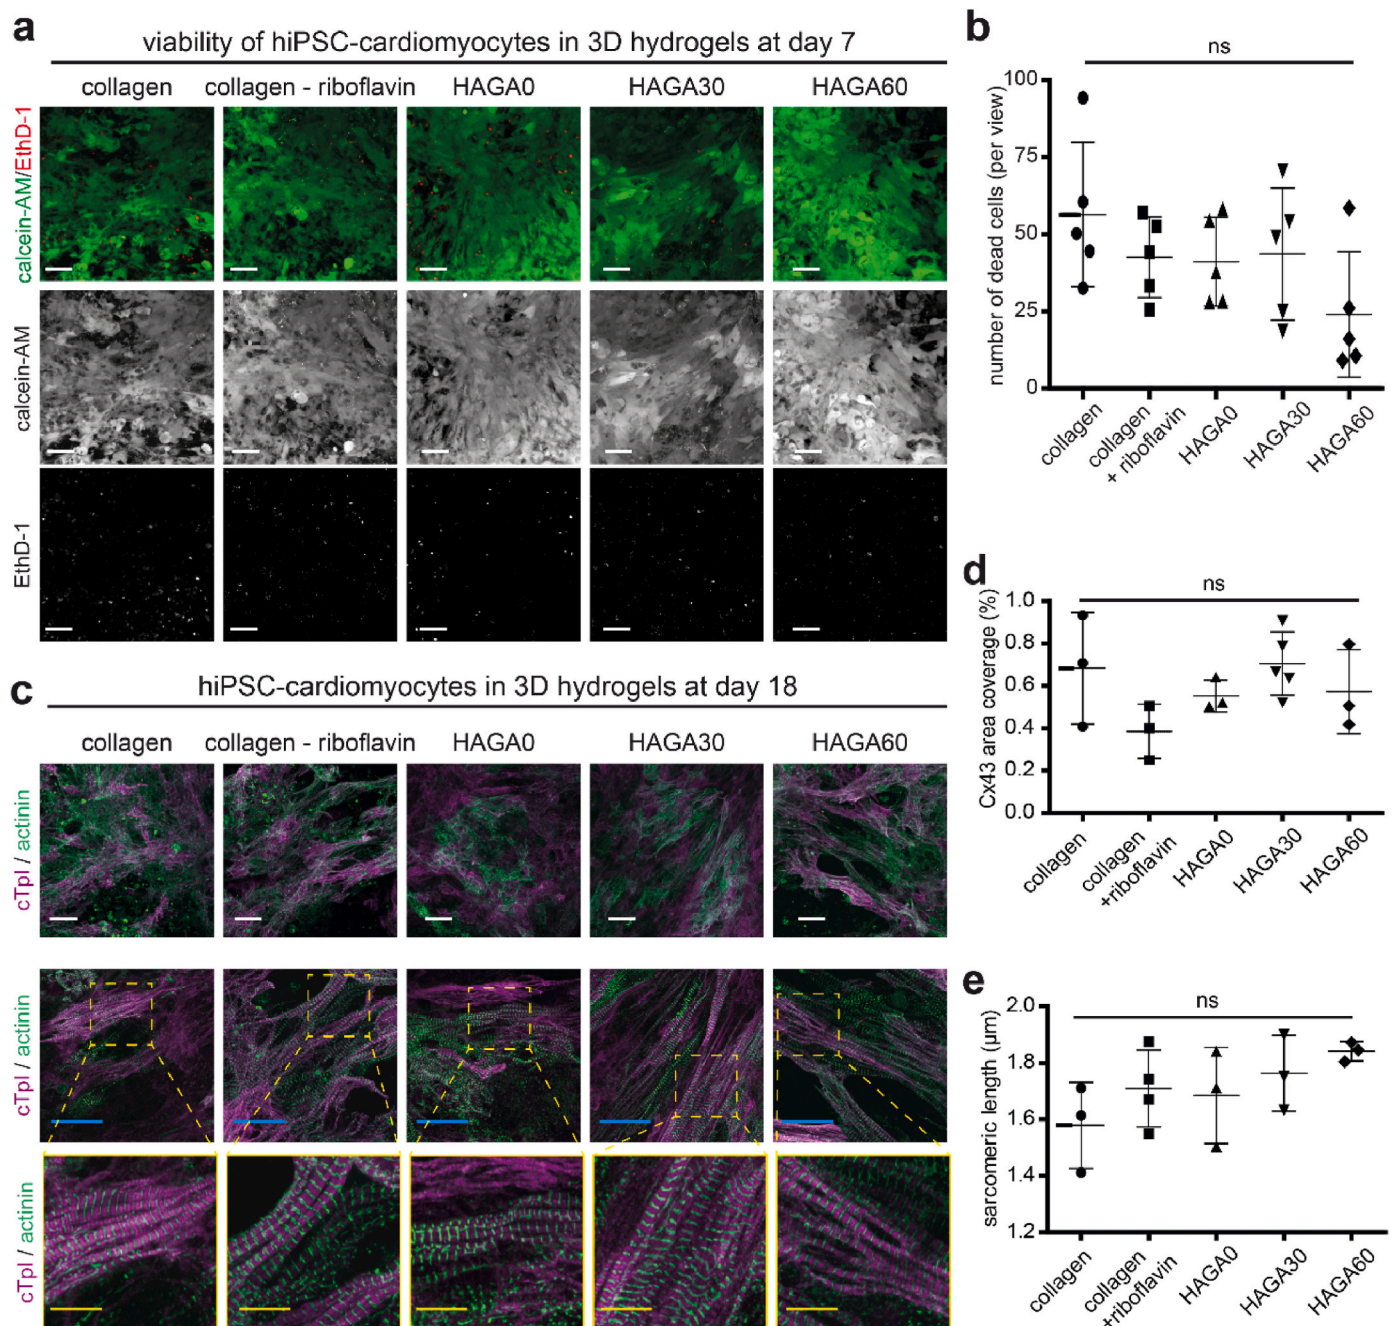 a
viability of hiPSC-cardiomyocytes in 3D hydrogels at day 7
collagen
collagen - riboflavin
HAGA0
HAGA30
HAGA60
calcein-AM/EthD-1
calcein-AM
EthD-1
b
ns
number of dead cells (per view)
100
75
50
25
0
collagen
collagen
+ riboflavin
HAGA0
HAGA30
HAGA60
c
hiPSC-cardiomyocytes in 3D hydrogels at day 18
collagen
collagen - riboflavin
HAGA0
HAGA30
HAGA60
cTpI / actinin
cTpI / actinin
cTpI / actinin
d
ns
Cx43 area coverage (%)
1.0
0.8
0.6
0.4
0.2
0.0
collagen
collagen
+riboflavin
HAGA0
HAGA30
HAGA60
e
ns
sarcomeric length (μm)
2.0
1.8
1.6
1.4
1.2
collagen
collagen
+riboflavin
HAGA0
HAGA30
HAGA60